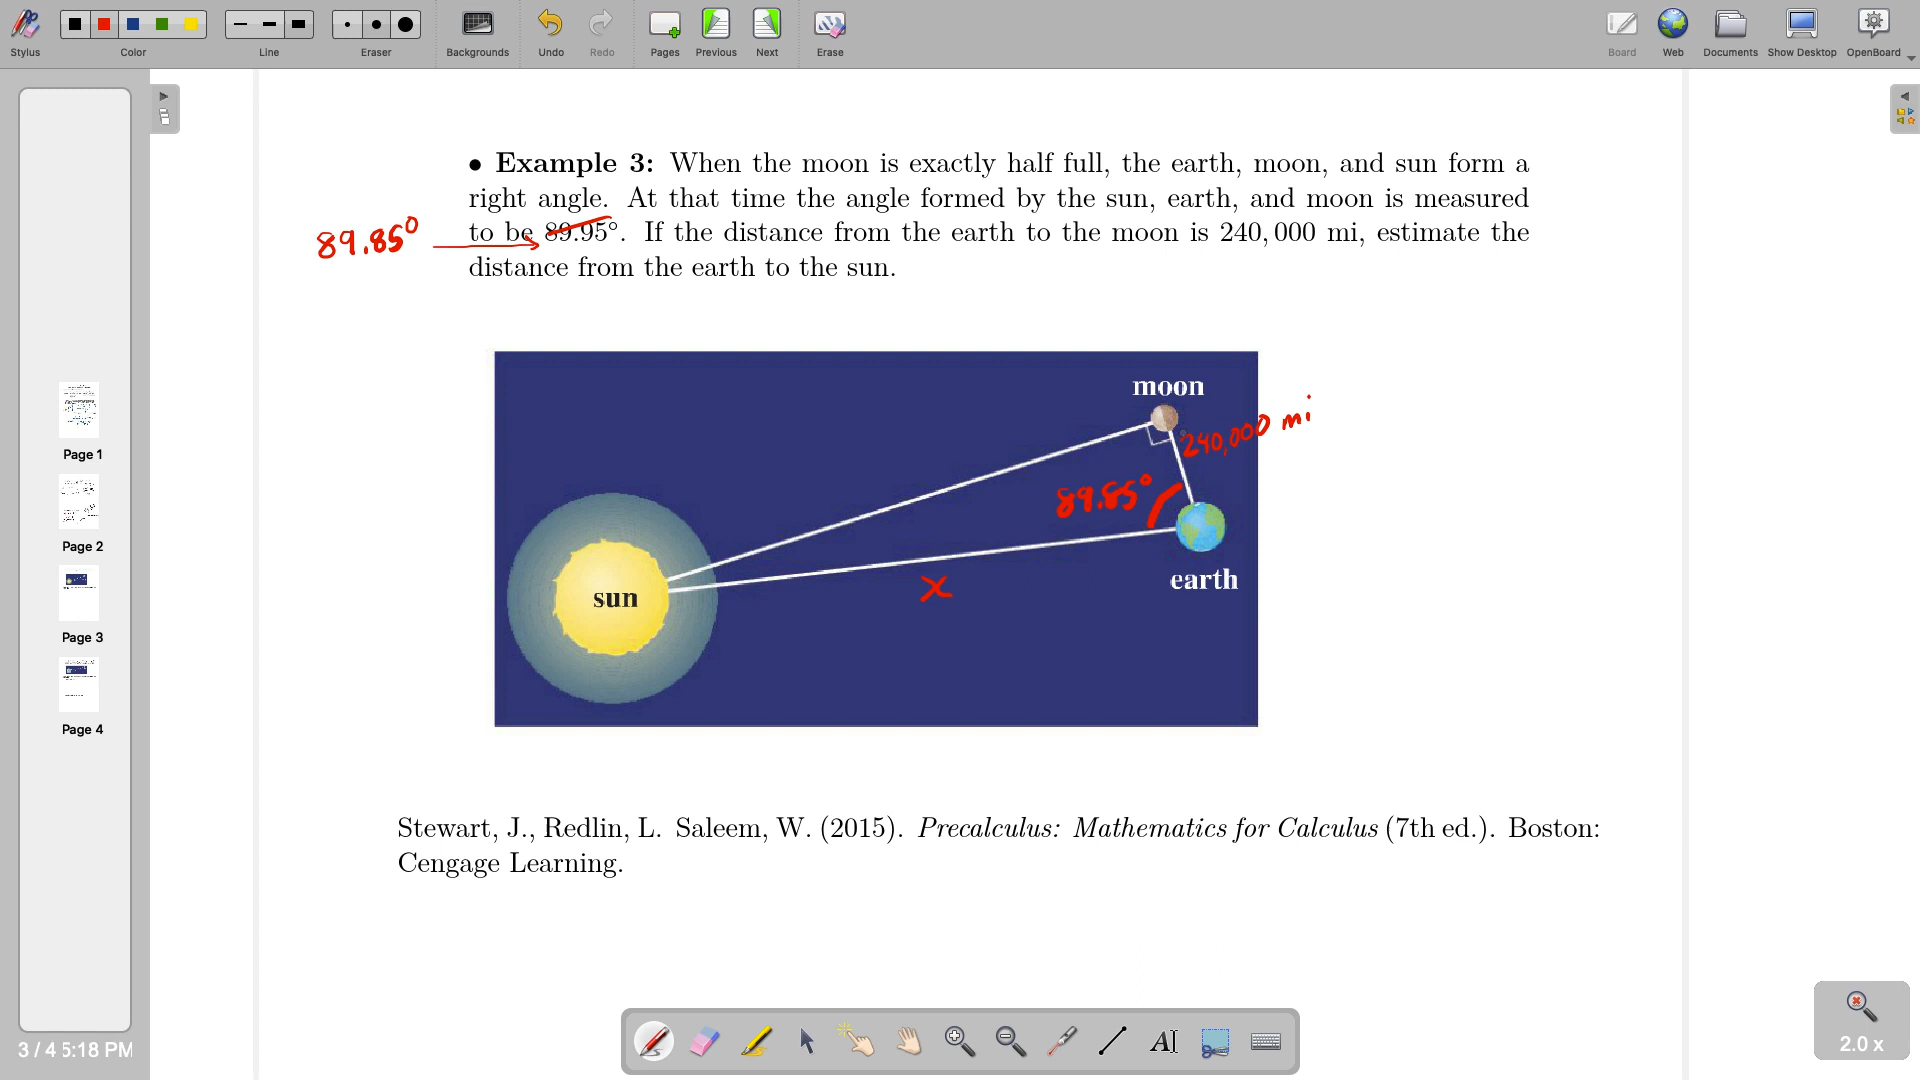 Stylus
Color
Line
Eraser
Backgrounds
Undo
Redo
Pages
Previous
Next
Erase
Board
Web
Documents
Show Desktop
OpenBoard
• Example 3: When the moon is exactly half full, the earth, moon, and sun form a
right angle. At that time the angle formed by the sun, earth, and moon is measured
to be 89.95°. If the distance from the earth to the moon is 240,000 mi, estimate the
distance from the earth to the sun.
89.85°
moon
240,000 mi
89.85°
x
sun
earth
Stewart, J., Redlin, L. Saleem, W. (2015). Precalculus: Mathematics for Calculus (7th ed.). Boston:
Cengage Learning.
Page 1
Page 2
Page 3
Page 4
3 / 4 5:18 PM
2.0 x